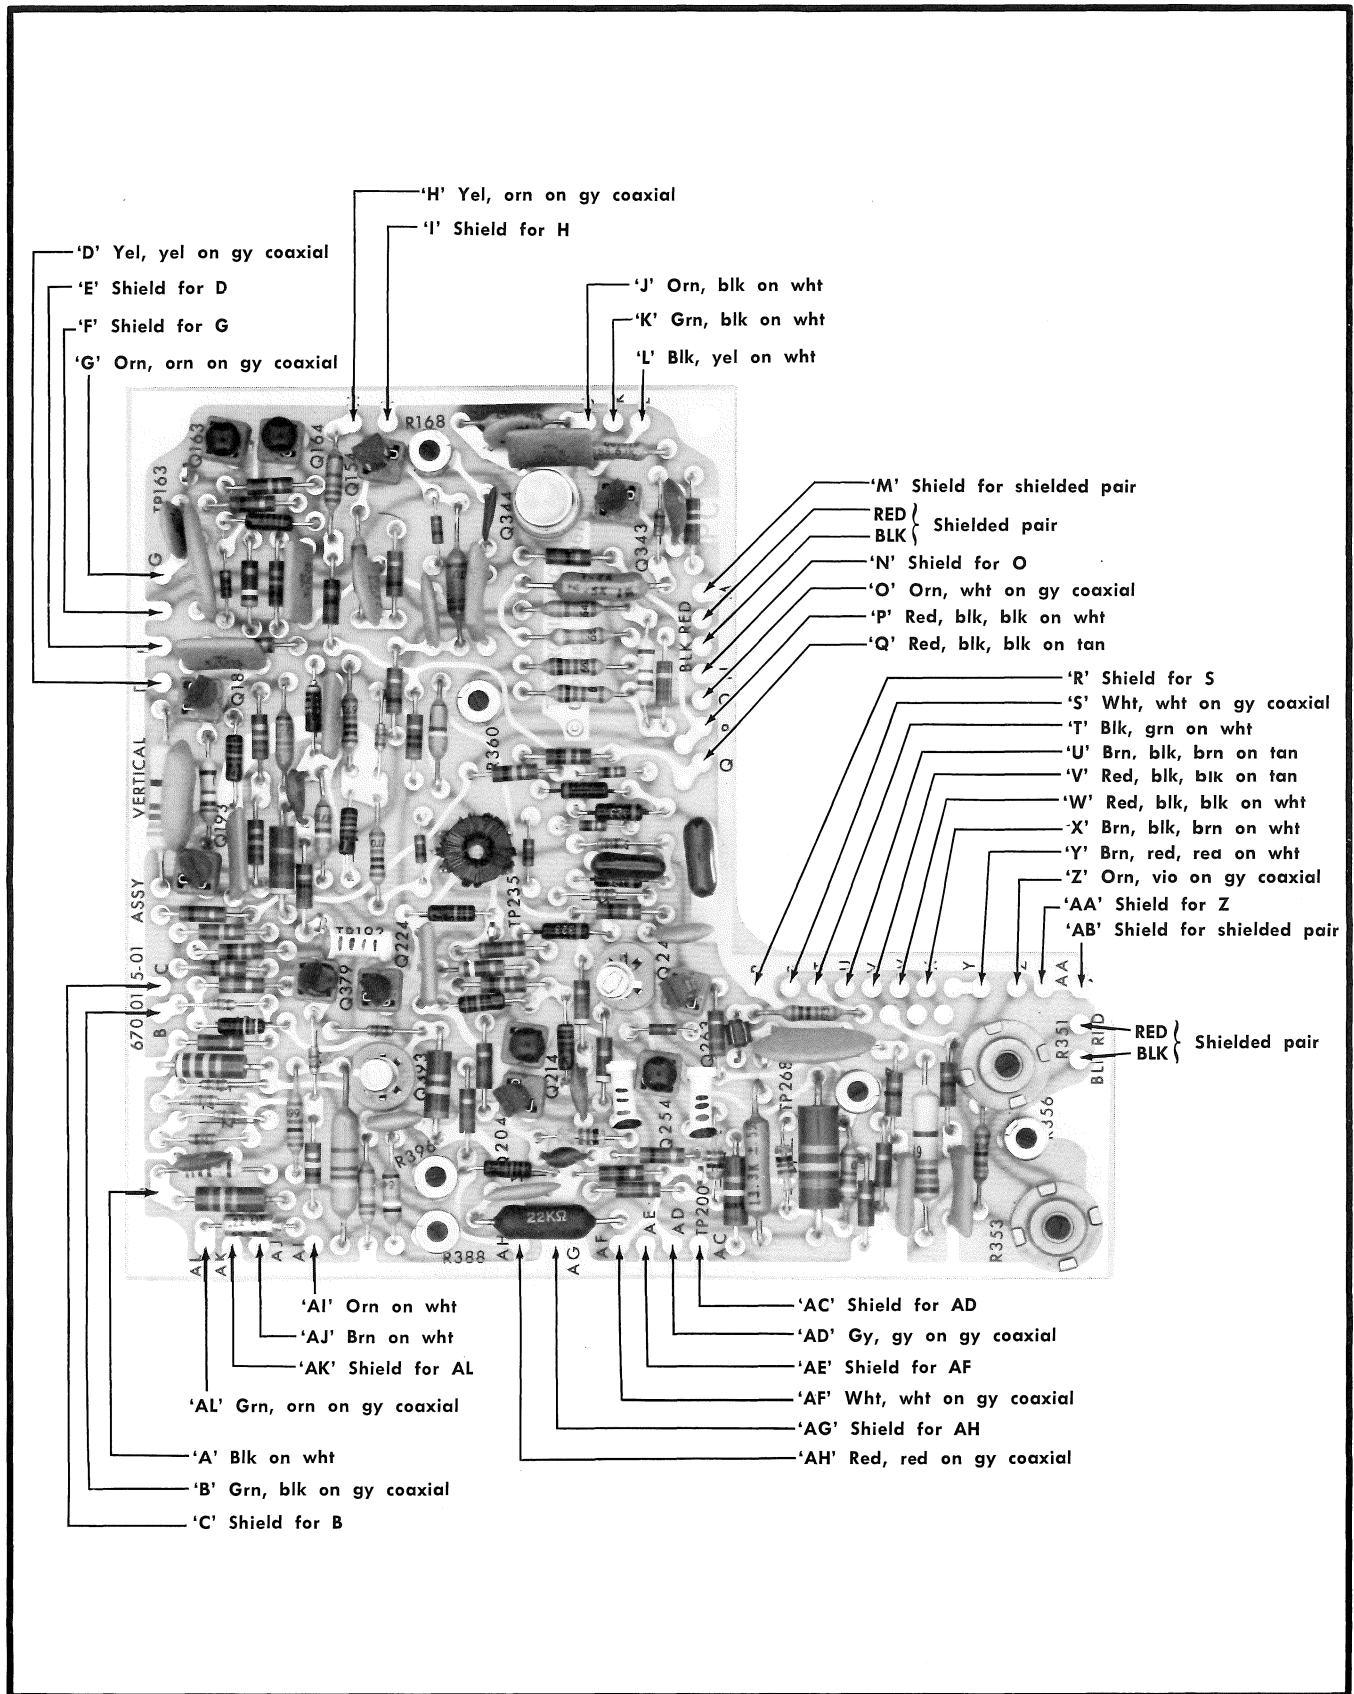 ‘H’ Yel, orn on gy coaxial
‘I’ Shield for H
‘D’ Yel, yel on gy coaxial
‘E’ Shield for D
‘F’ Shield for G
‘G’ Orn, orn on gy coaxial
‘J’ Orn, blk on wht
‘K’ Grn, blk on wht
‘L’ Blk, yel on wht
K
Q163
Q164
R168
TP163
Q344
Q343
G
‘M’ Shield for shielded pair
RED
BLK
Shielded pair
‘N’ Shield for O
‘O’ Orn, wht on gy coaxial
‘P’ Red, blk, blk on wht
‘Q’ Red, blk, blk on tan
RED
BLK
Q
R360
VERTICAL
Q193
ASSY
670-0115-01
C
B
TP235
Q224
Q379
‘R’ Shield for S
‘S’ Wht, wht on gy coaxial
‘T’ Blk, grn on wht
‘U’ Brn, blk, brn on tan
‘V’ Red, blk, blk on tan
‘W’ Red, blk, blk on wht
‘X’ Brn, blk, brn on wht
‘Y’ Brn, red, red on wht
‘Z’ Orn, vio on gy coaxial
‘AA’ Shield for Z
‘AB’ Shield for shielded pair
U
V
Y
AA
RED
BLK
Shielded pair
R351
R356
R353
Q393
Q214
Q204
Q254
TP268
R396
R388
22KΩ
TP200
AK
AJ
AI
AH
AG
AF
AE
AD
AC
‘AI’ Orn on wht
‘AJ’ Brn on wht
‘AK’ Shield for AL
‘AL’ Grn, orn on gy coaxial
‘A’ Blk on wht
‘B’ Grn, blk on gy coaxial
‘C’ Shield for B
‘AC’ Shield for AD
‘AD’ Gy, gy on gy coaxial
‘AE’ Shield for AF
‘AF’ Wht, wht on gy coaxial
‘AG’ Shield for AH
‘AH’ Red, red on gy coaxial